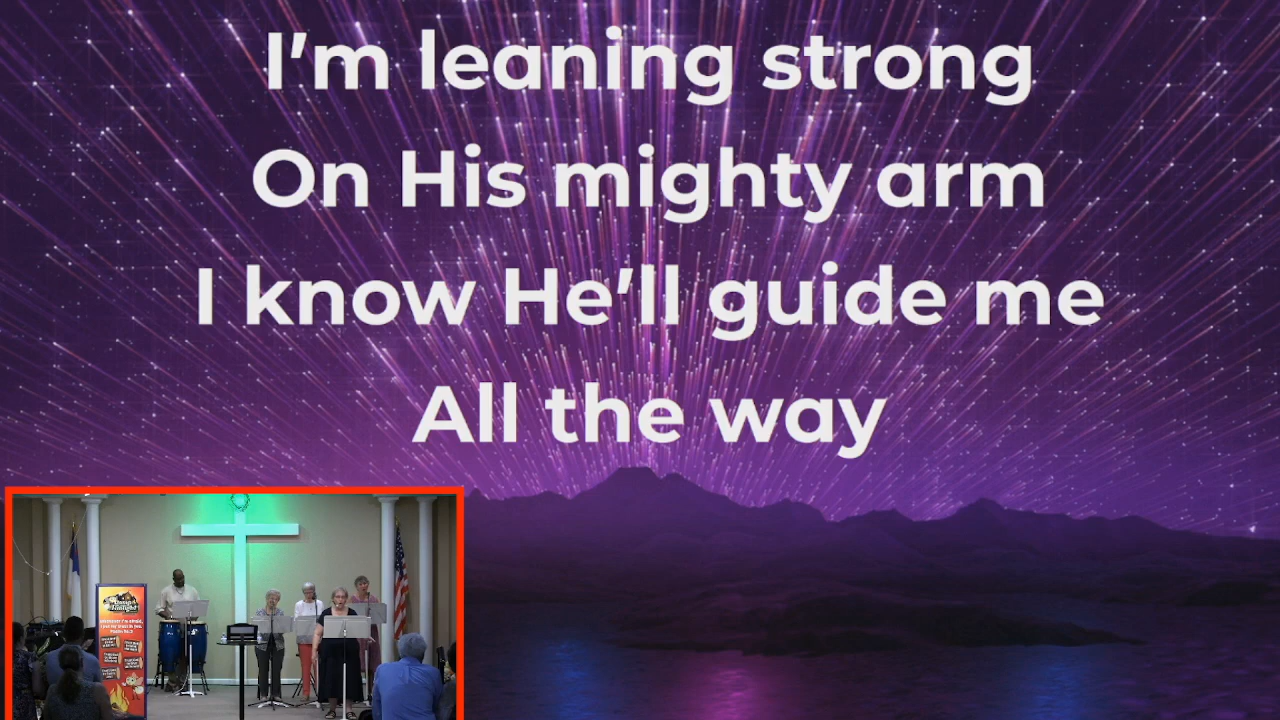 I'm leaning strong
On His mighty arm
I know He'll guide me
All the way